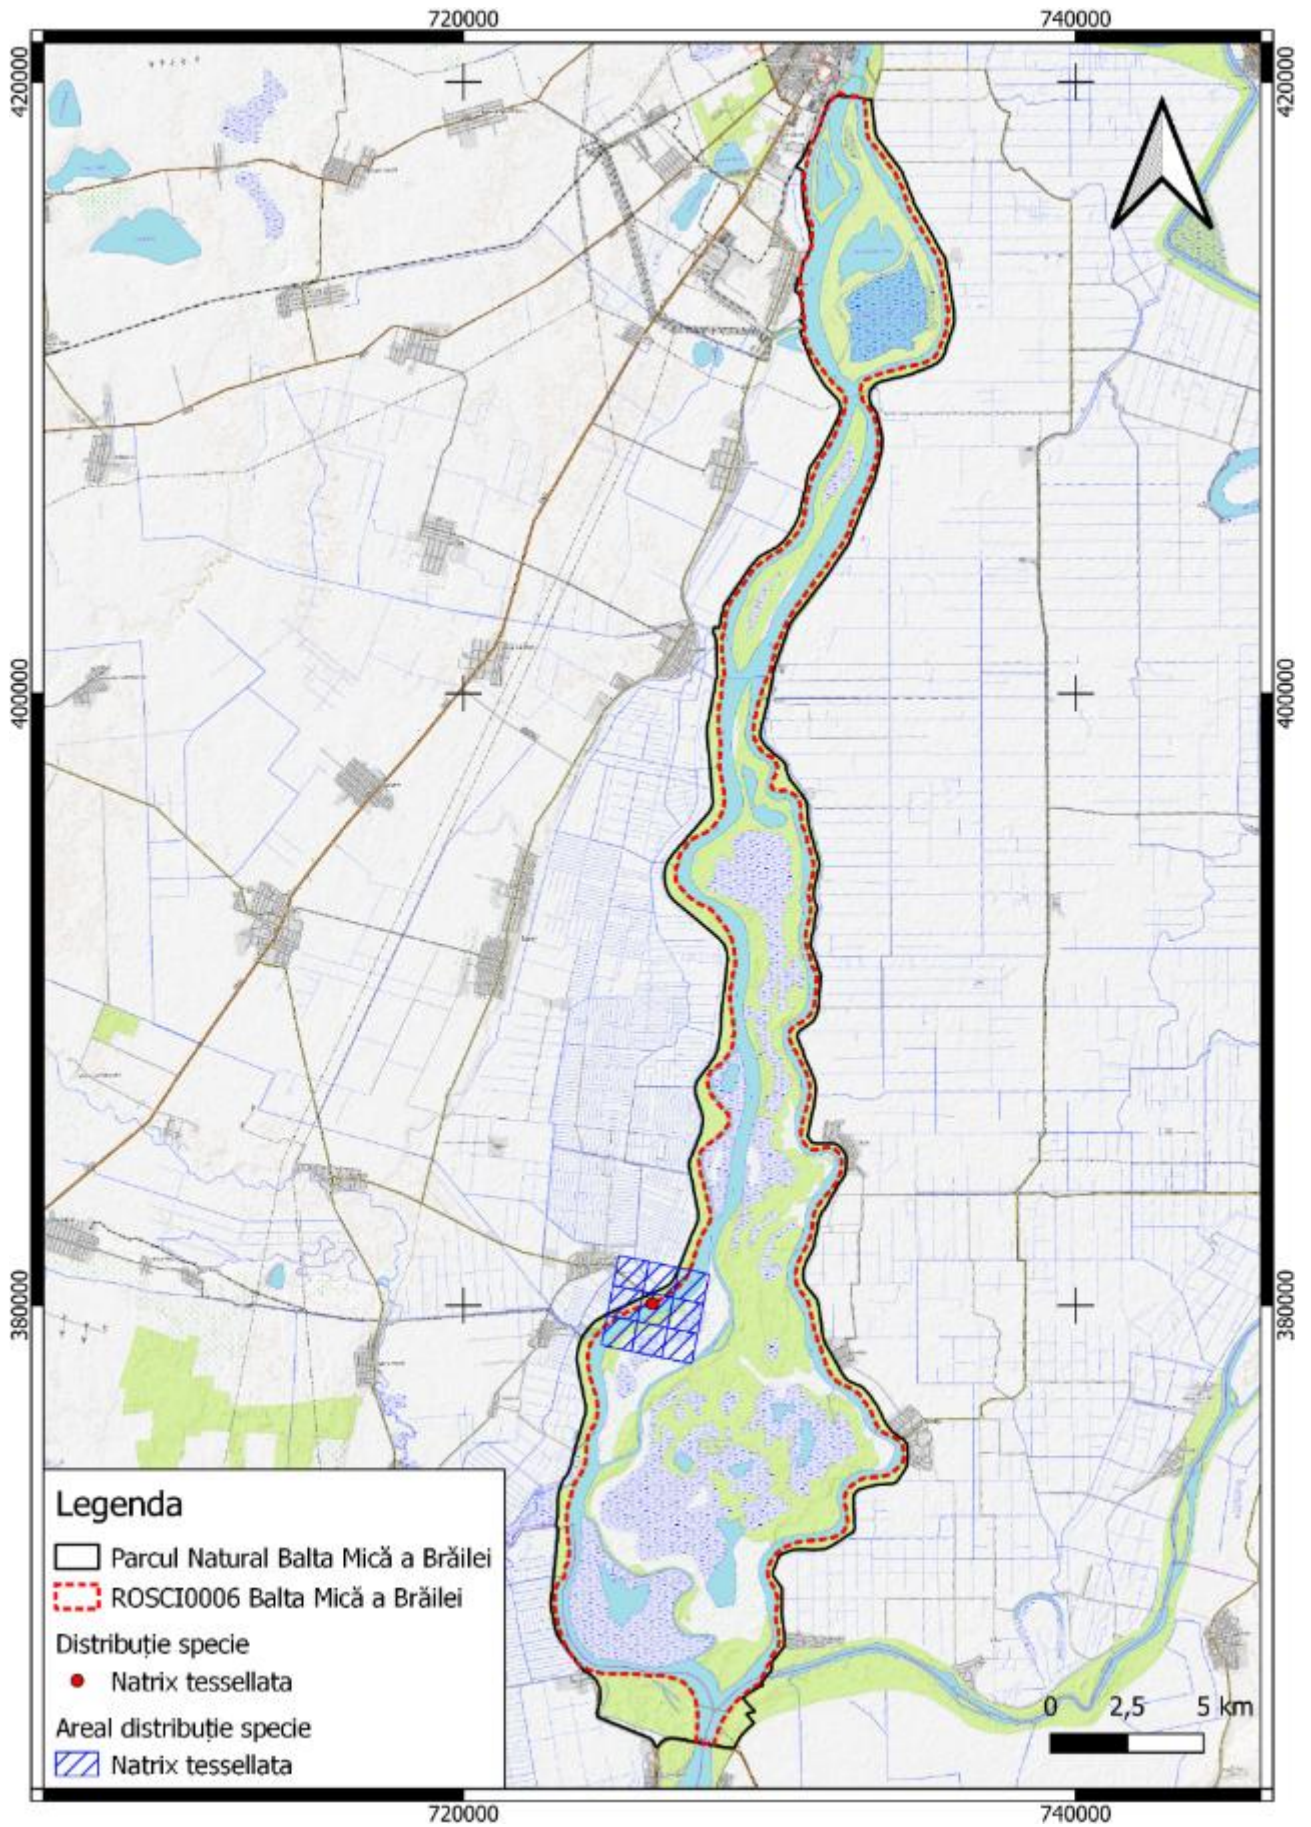 720000
740000
420000
420000
400000
400000
380000
380000
Legenda
Parcul Natural Balta Mică a Brăilei
ROSCI0006 Balta Mică a Brăilei
Distribuție specie
Natrix tessellata
Areal distribuție specie
Natrix tessellata
0 2,5 5 km
720000
740000